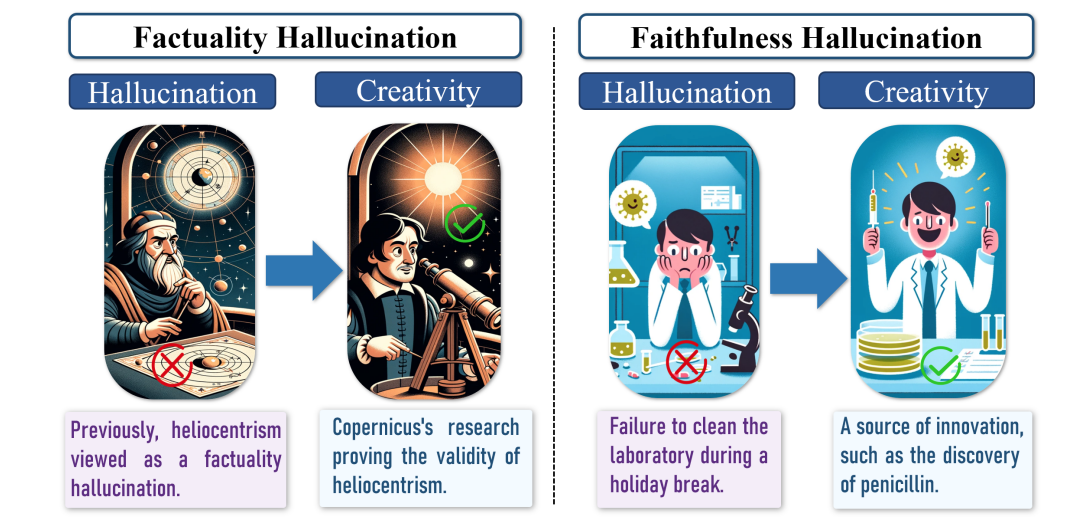 Factuality Hallucination
Hallucination
Creativity
Previously, heliocentrism
viewed as a factuality
hallucination.
Copernicus's research
proving the validity of
heliocentrism.
Faithfulness Hallucination
Hallucination
Creativity
Failure to clean the
laboratory during a
holiday break.
A source of innovation,
such as the discovery
of penicillin.